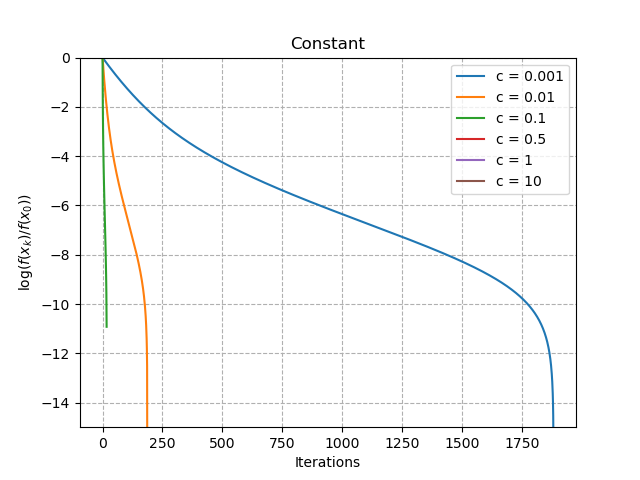 Constant
0
−2
−4
−6
−8
−10
−12
−14
log(f(xₖ)/f(x₀))
c = 0.001
c = 0.01
c = 0.1
c = 0.5
c = 1
c = 10
0 250 500 750 1000 1250 1500 1750
Iterations